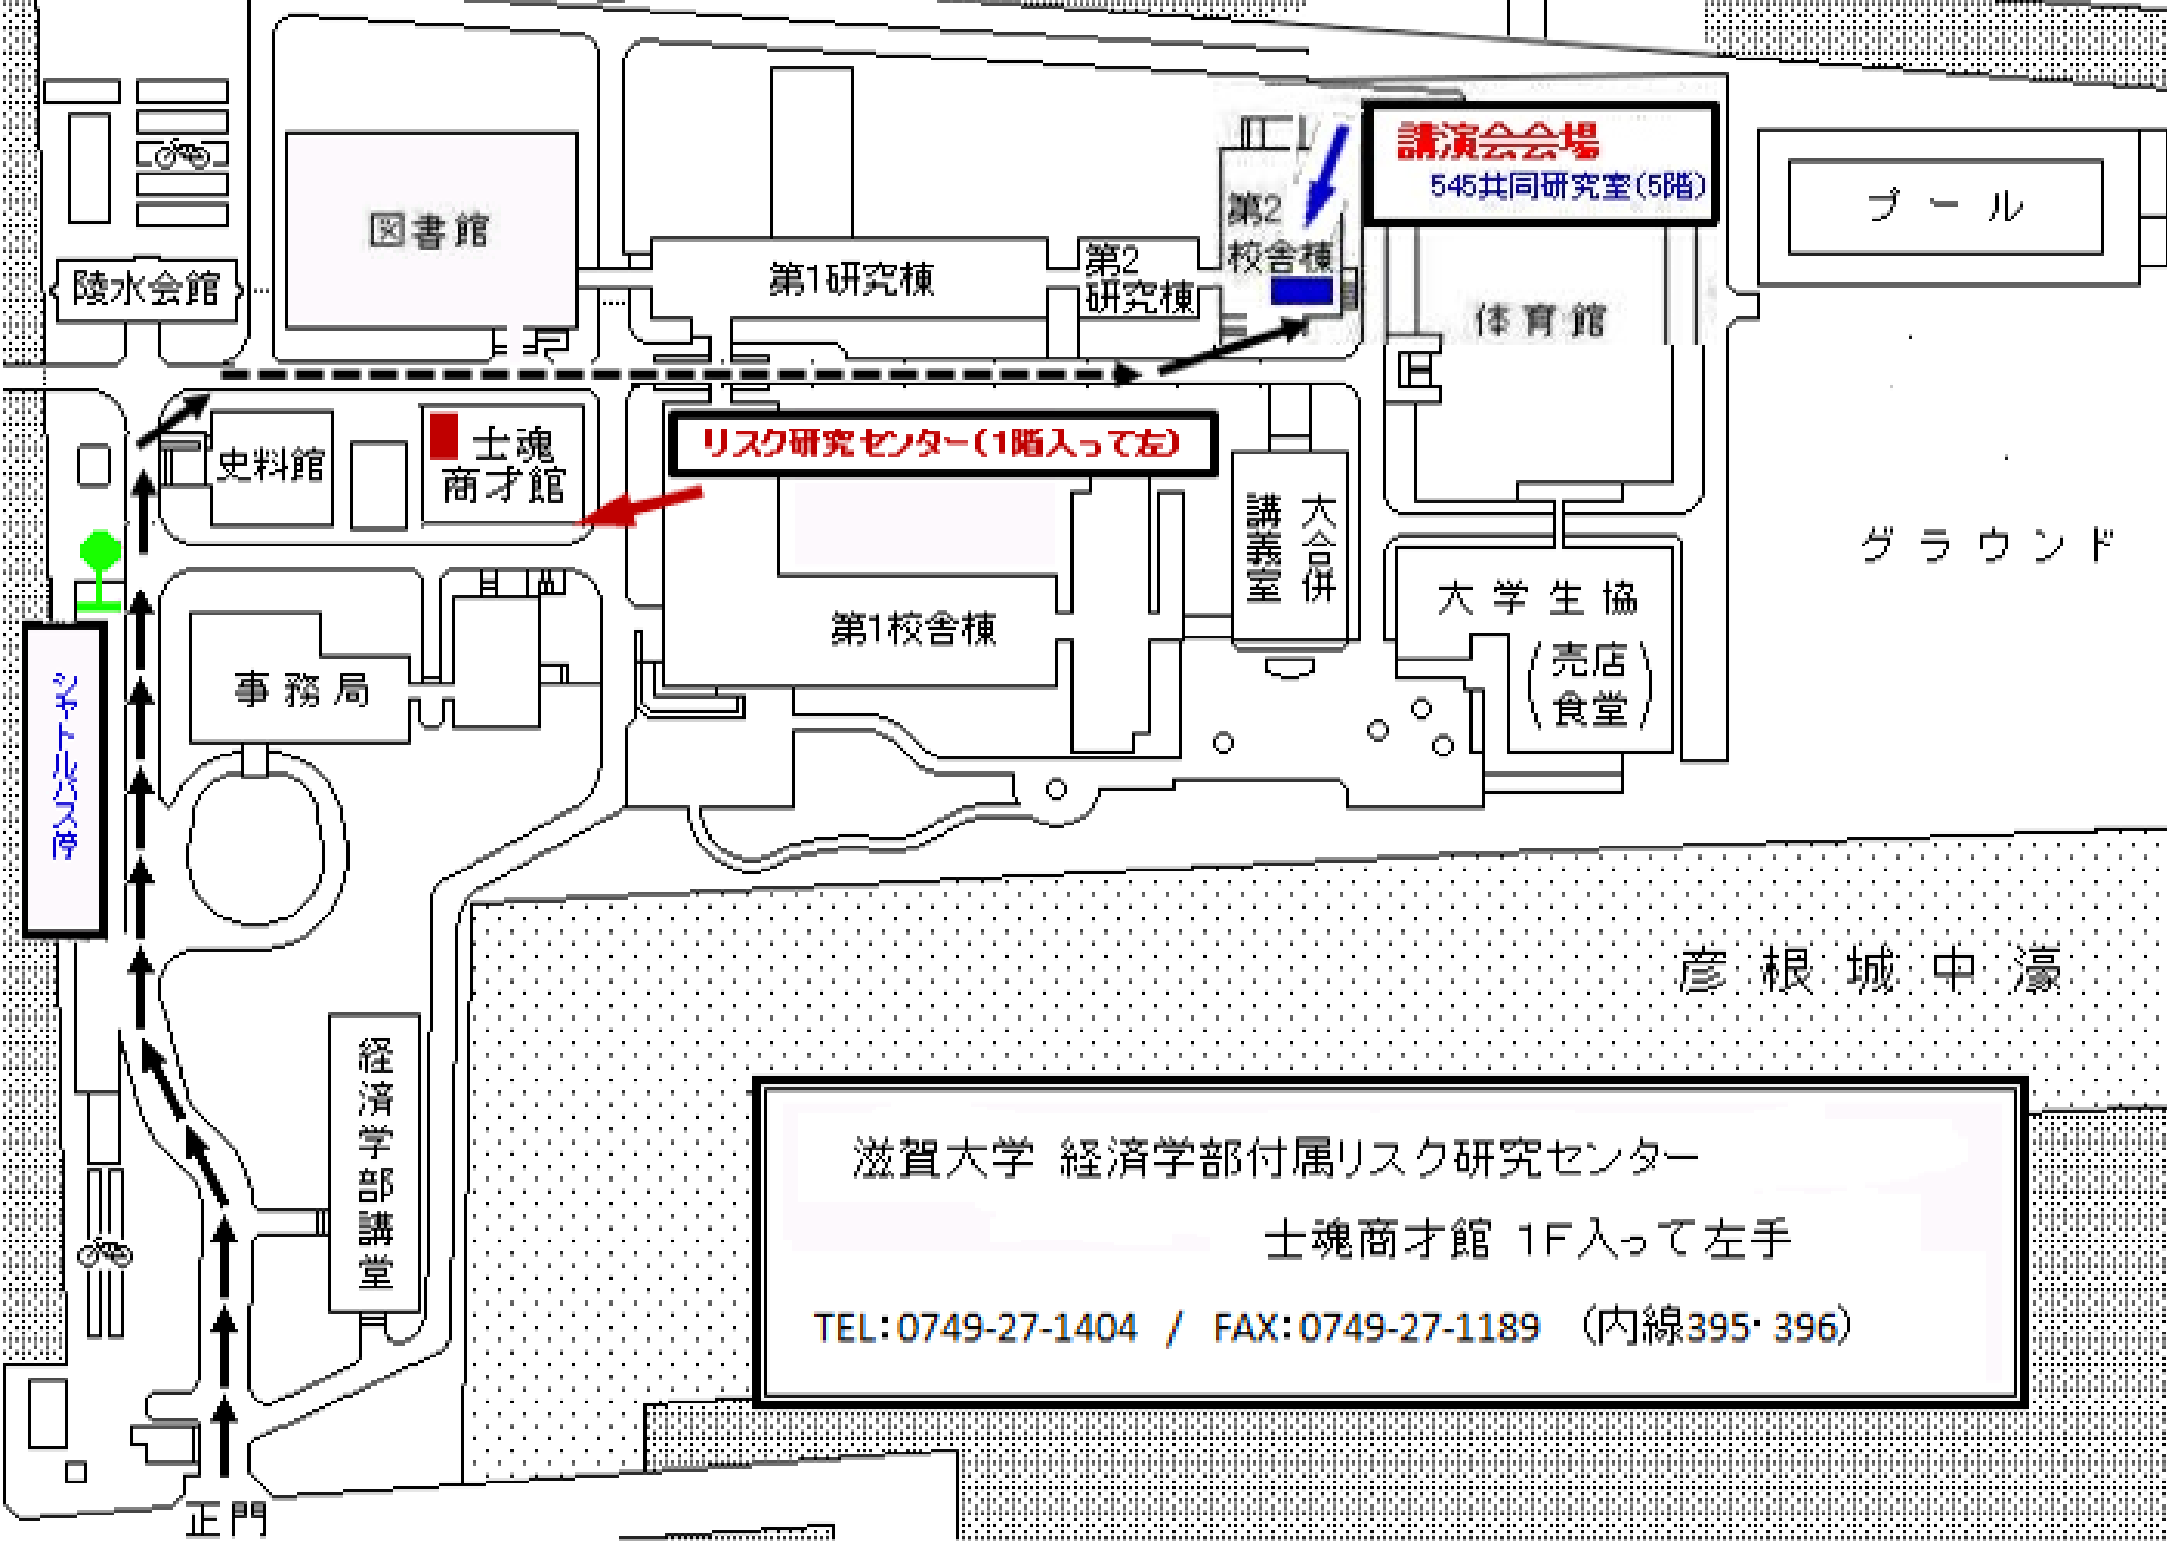 講演会会場
545共同研究室(5階)
第2
校舎棟
プール
図書館
陵水会館
第1研究棟
第2
研究棟
体育館
リスク研究センター(1階入って左)
史料館
士魂
商才館
大合併
講義室
グラウンド
大学生協
(売店
食堂)
第1校舎棟
事務局
シャトルバス停
彦根城中濠
経済学部講堂
滋賀大学 経済学部付属リスク研究センター
士魂商才館 1F入って左手
TEL:0749-27-1404 / FAX:0749-27-1189 (内線395・396)
正門